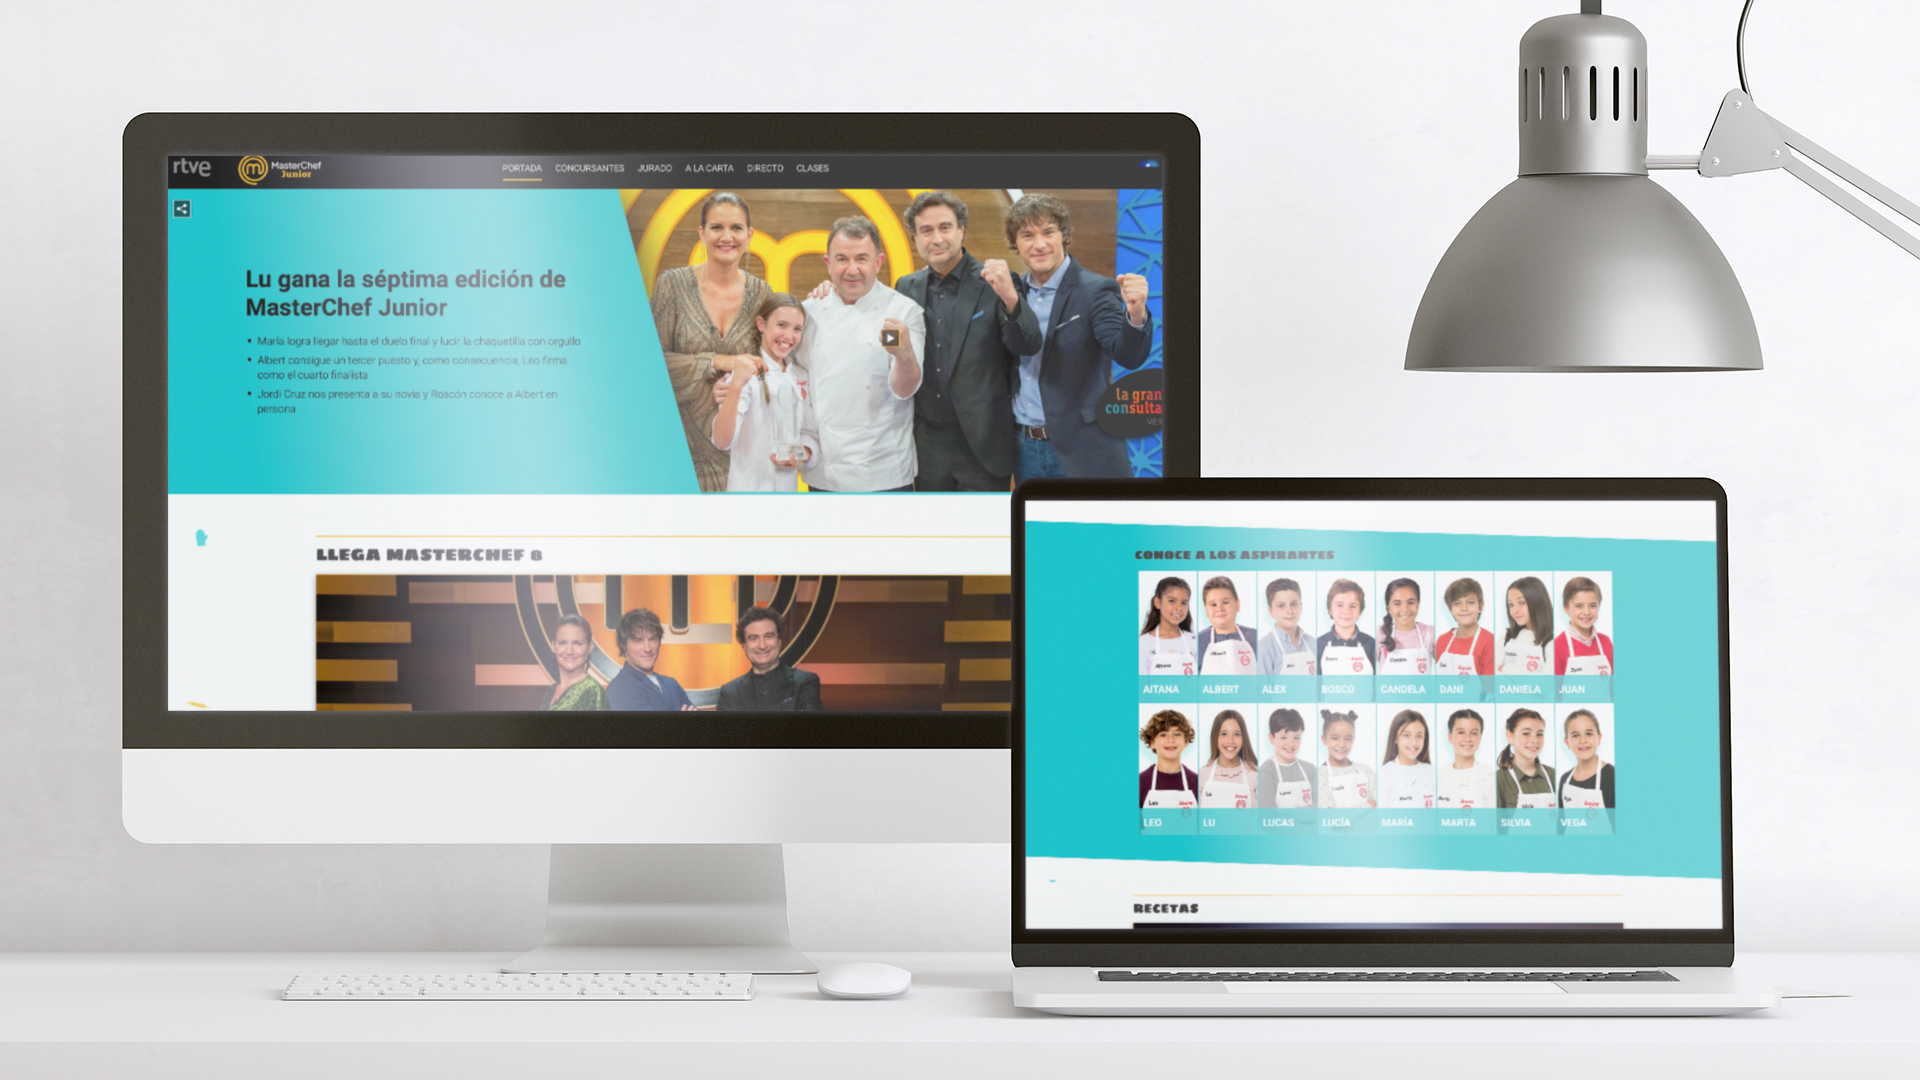 rtve
MasterChef
Junior
PORTADA CONCURSANTES JURADO A LA CARTA DIRECTO CLASES
Lu gana la séptima edición de
MasterChef Junior
• María logra llegar hasta el duelo final y lucir la chaquetilla con orgullo
• Albert consigue un tercer puesto y, como consecuencia, Leo firma
como el cuarto finalista
• Jordi Cruz nos presenta a su novia y Roscón conoce a Albert en
persona
la gran
consulta
VER
LLEGA MASTERCHEF 8
CONOCE A LOS ASPIRANTES
AITANA ALBERT ALEX BOSCO CANDELA DANI DANIELA JUAN
LEO LU LUCAS LUCÍA MARÍA MARTA SILVIA VEGA
RECETAS